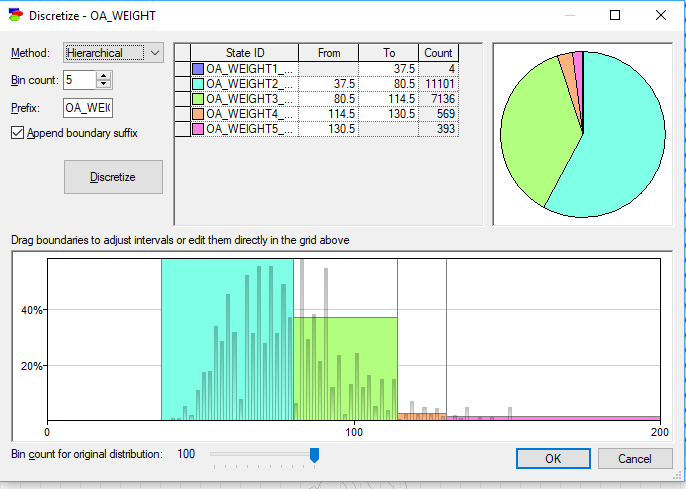 Discretize - OA_WEIGHT
Method: Hierarchical
Bin count: 5
Prefix: OA_WEIG
Append boundary suffix
Discretize
State ID From To Count
OA_WEIGHT1_... 37.5 4
OA_WEIGHT2_... 37.5 80.5 11101
OA_WEIGHT3_... 80.5 114.5 7136
OA_WEIGHT4_... 114.5 130.5 569
OA_WEIGHT5_... 130.5 393
Drag boundaries to adjust intervals or edit them directly in the grid above
40%
20%
0 100 200
Bin count for original distribution: 100
OK Cancel